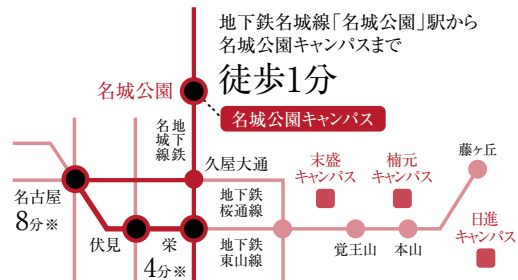 地下鉄名城線「名城公園」駅から
名城公園キャンパスまで
徒歩1分
名城公園
名城公園キャンパス
地下鉄
名城線
久屋大通
末盛
キャンパス
楠元
キャンパス
藤ヶ丘
名古屋
8分※
地下鉄
桜通線
伏見
栄
4分※
地下鉄
東山線
覚王山
本山
日進
キャンパス